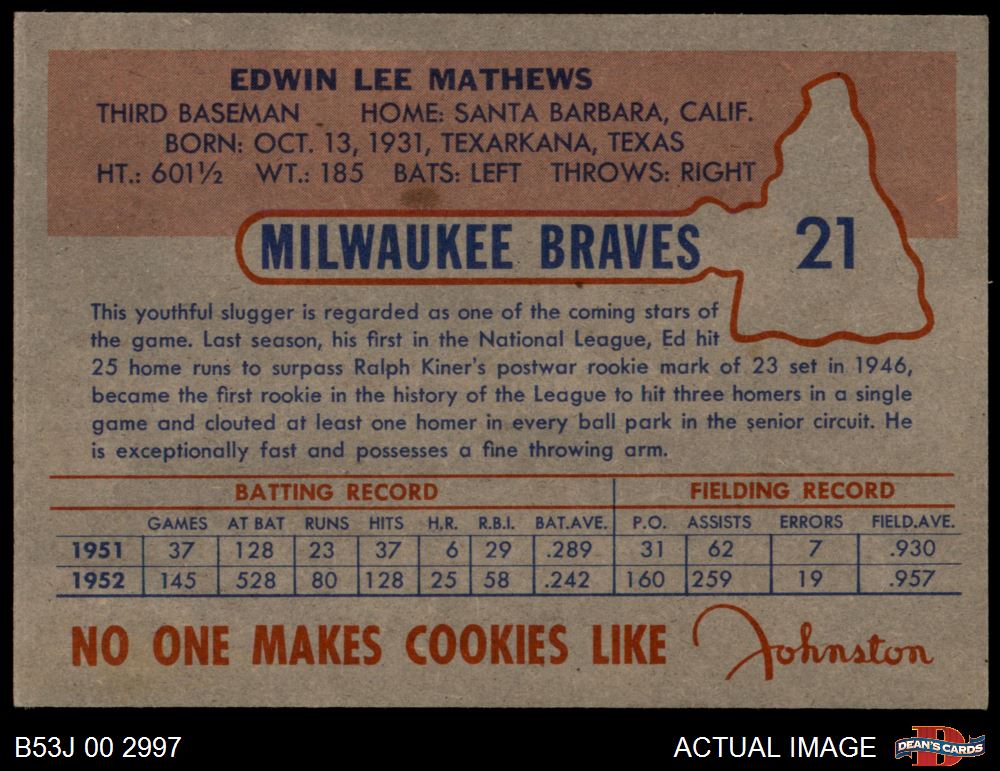 EDWIN LEE MATHEWS
THIRD BASEMAN HOME: SANTA BARBARA, CALIF.
BORN: OCT. 13, 1931, TEXARKANA, TEXAS
HT.: 601½ WT.: 185 BATS: LEFT THROWS: RIGHT
MILWAUKEE BRAVES 21
This youthful slugger is regarded as one of the coming stars of
the game. Last season, his first in the National League, Ed hit
25 home runs to surpass Ralph Kiner's postwar rookie mark of 23 set in 1946,
became the first rookie in the history of the League to hit three homers in a single
game and clouted at least one homer in every ball park in the senior circuit. He
is exceptionally fast and possesses a fine throwing arm.
BATTING RECORD FIELDING RECORD
GAMES AT BAT RUNS HITS H.R. R.B.I. BAT.AVE. P.O. ASSISTS ERRORS FIELD.AVE.
1951 37 128 23 37 6 29 .289 31 62 7 .930
1952 145 528 80 128 25 58 .242 160 259 19 .957
NO ONE MAKES COOKIES LIKE Johnston
B53J 00 2997 ACTUAL IMAGE DEAN'S CARDS